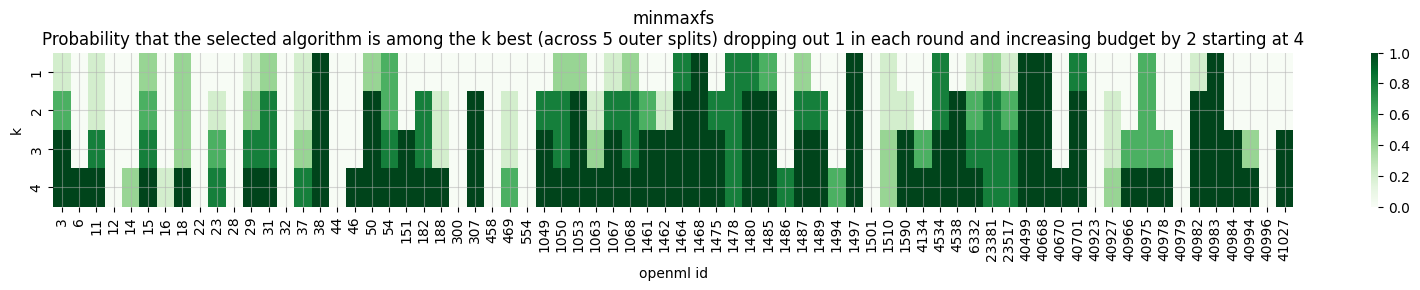 minmaxfs
Probability that the selected algorithm is among the k best (across 5 outer splits) dropping out 1 in each round and increasing budget by 2 starting at 4
k
1
2
3
4
3 6 11 12 14 15 16 18 22 23 28 29 31 32 37 38 44 46 50 54 151 182 188 300 307 458 469 554 1049 1050 1053 1063 1067 1068 1461 1462 1464 1468 1475 1478 1480 1485 1486 1487 1489 1494 1497 1501 1510 1590 4134 4534 4538 6332 23381 23517 40499 40668 40670 40701 40923 40927 40966 40975 40978 40979 40982 40983 40984 40994 40996 41027
openml id
1.0
0.8
0.6
0.4
0.2
0.0